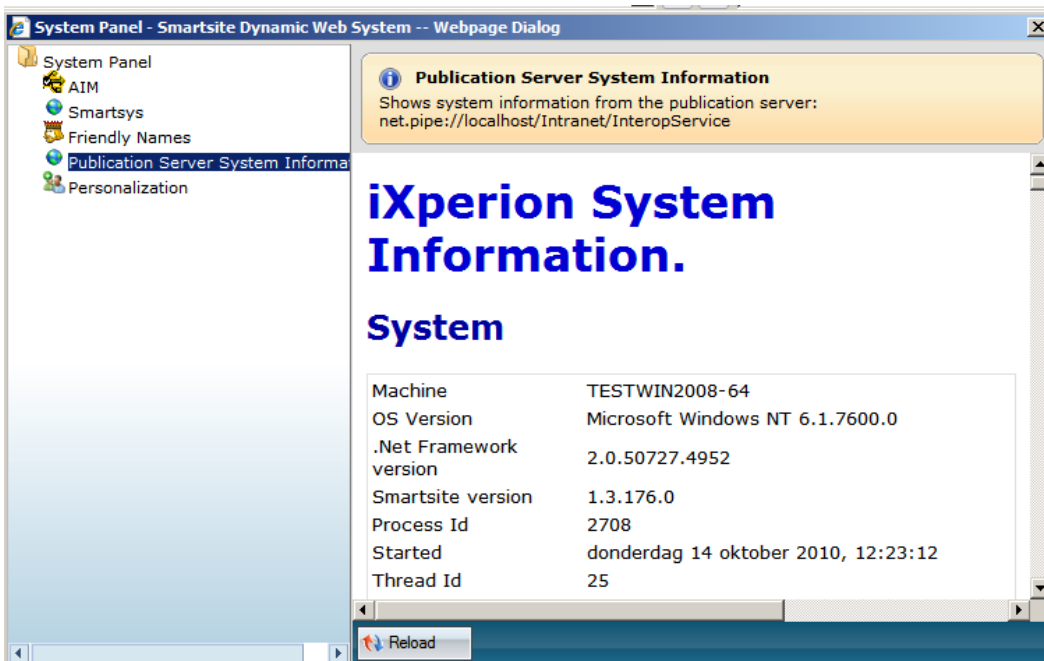 System Panel - Smartsite Dynamic Web System -- Webpage Dialog
System Panel
AIM
Smartsys
Friendly Names
Publication Server System Informa
Personalization
Publication Server System Information
Shows system information from the publication server:
net.pipe://localhost/Intranet/InteropService
iXperion System
Information.
System
Machine TESTWIN2008-64
OS Version Microsoft Windows NT 6.1.7600.0
.Net Framework
version 2.0.50727.4952
Smartsite version 1.3.176.0
Process Id 2708
Started donderdag 14 oktober 2010, 12:23:12
Thread Id 25
Reload